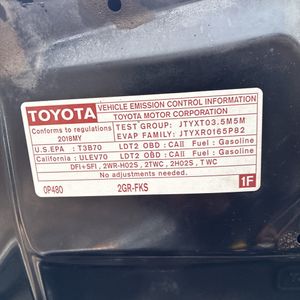 TOYOTA VEHICLE EMISSION CONTROL INFORMATION
TOYOTA MOTOR CORPORATION
Conforms to regulations
2018MY
TEST GROUP: JTYXT03.5M5M
EVAP FAMILY: JTYXR0165P82
U.S.EPA : T3B70 LDT2 OBD : CAII Fuel : Gasoline
California : ULEV70 LDT2 OBD : CAII Fuel : Gasoline
DFI+SFI , 2WR-HO2S , 2TWC , 2HO2S , TWC
No adjustments needed.
0P480 2GR-FKS 1F